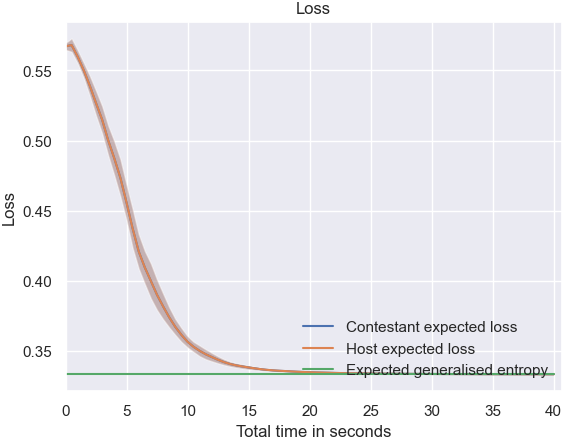 Loss
0.55
0.50
0.45
0.40
0.35
Loss
Contestant expected loss
Host expected loss
Expected generalised entropy
0 5 10 15 20 25 30 35 40
Total time in seconds